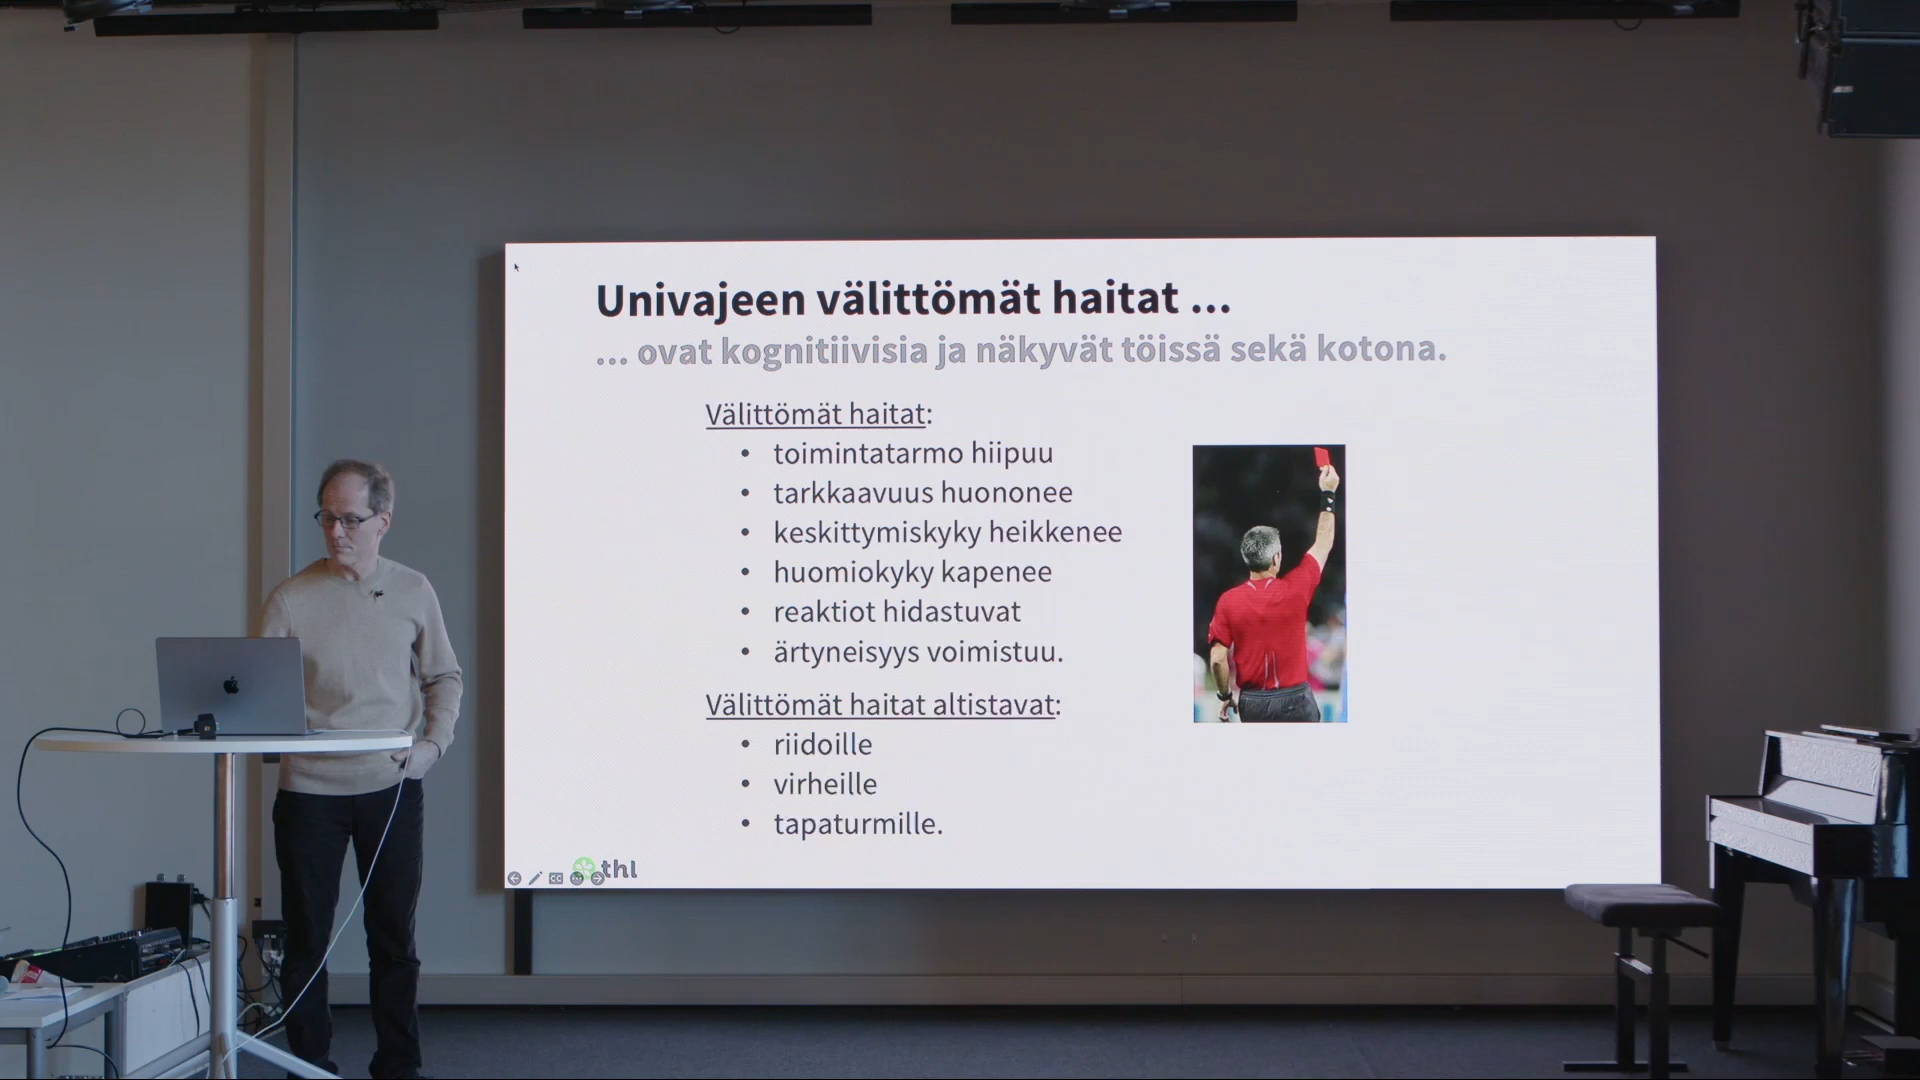 Univajeen välittömät haitat ...
... ovat kognitiivisia ja näkyvät töissä sekä kotona.
Välittömät haitat:
• toimintatarmo hiipuu
• tarkkaavuus huononee
• keskittymiskyky heikkenee
• huomiokyky kapenee
• reaktiot hidastuvat
• ärtyneisyys voimistuu.
Välittömät haitat altistavat:
• riidoille
• virheille
• tapaturmille.
thl